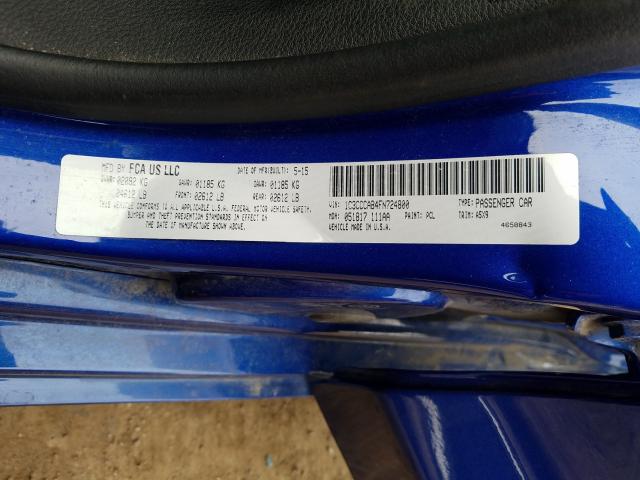 MFD BY FCA US LLC DATE OF MFR(BUILT): 5-15
GVWR: 02092 KG GAWR: 01185 KG GAWR: 01185 KG
04612 LB FRONT: 02612 LB REAR: 02612 LB
THIS VEHICLE CONFORMS TO ALL APPLICABLE U.S.A. FEDERAL MOTOR VEHICLE SAFETY,
BUMPER AND THEFT PREVENTION STANDARDS IN EFFECT ON
THE DATE OF MANUFACTURE SHOWN ABOVE.
VIN: 1C3CCCAB4FN724800 TYPE: PASSENGER CAR
MDH: 051817 111AA PAINT: PCL TRIM: A5X9
VEHICLE MADE IN U.S.A. 4658843